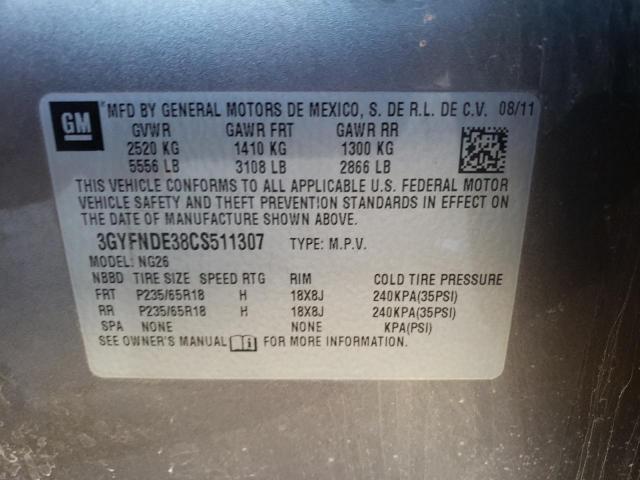 GM
MFD BY GENERAL MOTORS DE MEXICO, S. DE R.L. DE C.V. 08/11
GVWR GAWR FRT GAWR RR
2520 KG 1410 KG 1300 KG
5556 LB 3108 LB 2866 LB
THIS VEHICLE CONFORMS TO ALL APPLICABLE U.S. FEDERAL MOTOR
VEHICLE SAFETY AND THEFT PREVENTION STANDARDS IN EFFECT ON
THE DATE OF MANUFACTURE SHOWN ABOVE.
3GYFNDE38CS511307 TYPE: M.P.V.
MODEL: NG26
NBBD TIRE SIZE SPEED RTG RIM COLD TIRE PRESSURE
FRT P235/65R18 H 18X8J 240KPA(35PSI)
RR P235/65R18 H 18X8J 240KPA(35PSI)
SPA NONE NONE KPA(PSI)
SEE OWNER'S MANUAL FOR MORE INFORMATION.